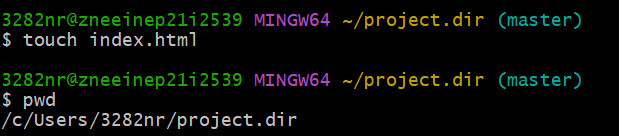 3282nr@zneeinep21i2539 MINGW64 ~/project.dir (master)
$ touch index.html
3282nr@zneeinep21i2539 MINGW64 ~/project.dir (master)
$ pwd
/c/Users/3282nr/project.dir